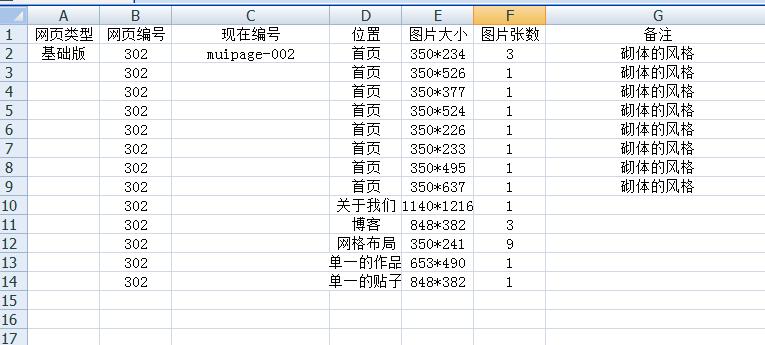 A B C D E F G
1 网页类型 网页编号 现在编号 位置 图片大小 图片张数 备注
2 基础版 302 muipage-002 首页 350*234 3 砌体的风格
3 302 首页 350*526 1 砌体的风格
4 302 首页 350*377 1 砌体的风格
5 302 首页 350*524 1 砌体的风格
6 302 首页 350*226 1 砌体的风格
7 302 首页 350*233 1 砌体的风格
8 302 首页 350*495 1 砌体的风格
9 302 首页 350*637 1 砌体的风格
10 302 关于我们 1140*1216 1
11 302 博客 848*382 3
12 302 网格布局 350*241 9
13 302 单一的作品 653*490 1
14 302 单一的贴子 848*382 1
15
16
17